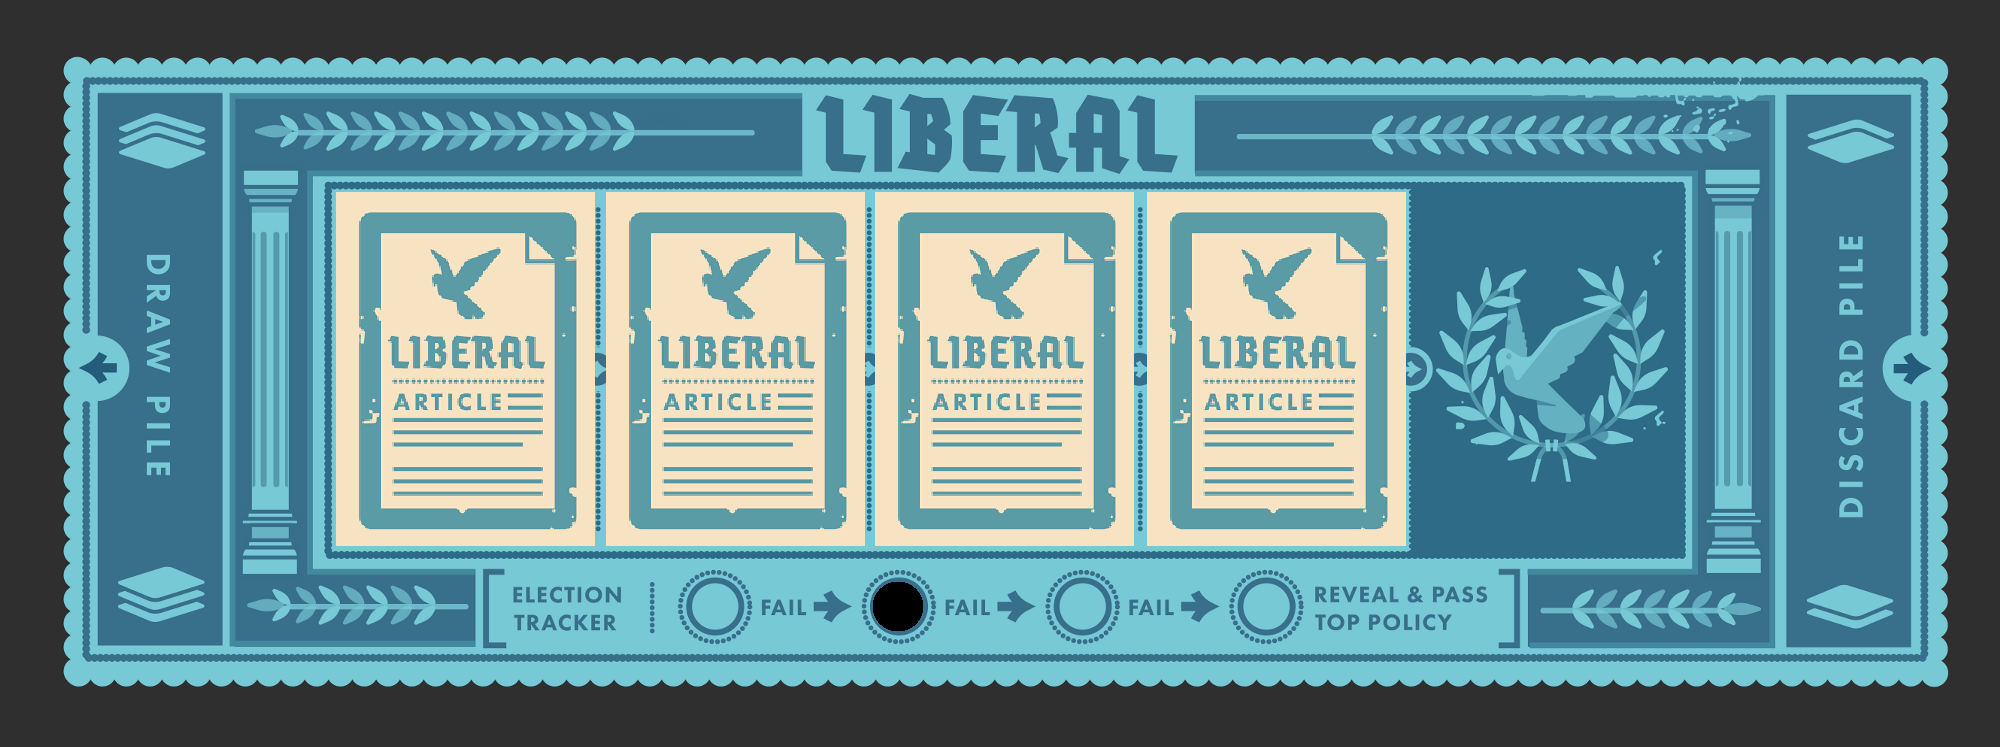 LIBERAL
DRAW PILE
LIBERAL
ARTICLE
LIBERAL
ARTICLE
LIBERAL
ARTICLE
LIBERAL
ARTICLE
DISCARD PILE
ELECTION
TRACKER
FAIL
FAIL
FAIL
REVEAL & PASS
TOP POLICY